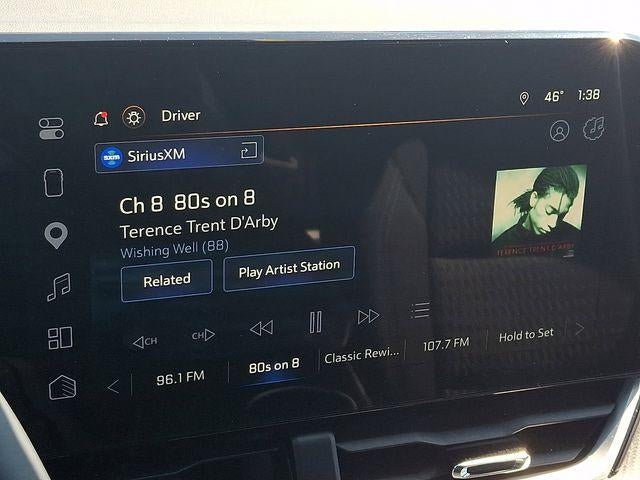 46° 1:38
Driver
sxm SiriusXM
Ch 8 80s on 8
Terence Trent D'Arby
Wishing Well (88)
TERENCE TRENT D'ARBY
Related Play Artist Station
CH CH
96.1 FM 80s on 8 Classic Rewi... 107.7 FM Hold to Set